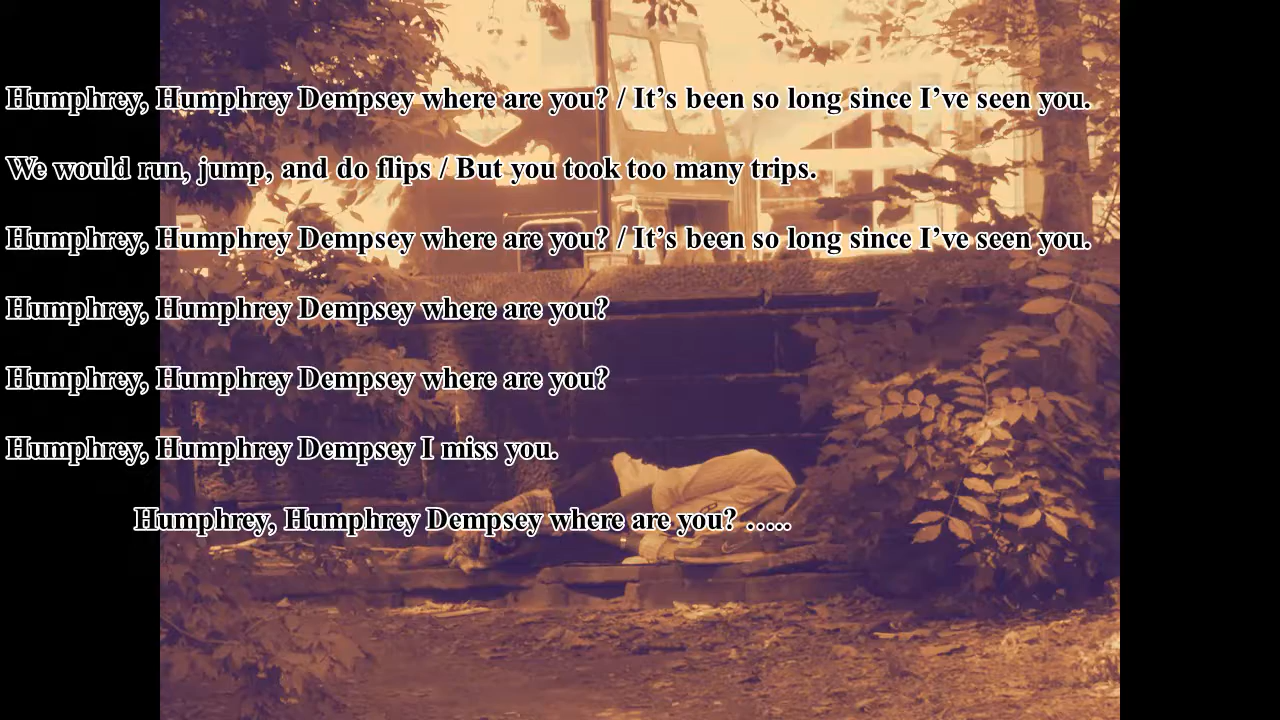 Humphrey, Humphrey Dempsey where are you? / It’s been so long since I’ve seen you.
We would run, jump, and do flips / But you took too many trips.
Humphrey, Humphrey Dempsey where are you? / It’s been so long since I’ve seen you.
Humphrey, Humphrey Dempsey where are you?
Humphrey, Humphrey Dempsey where are you?
Humphrey, Humphrey Dempsey I miss you.
Humphrey, Humphrey Dempsey where are you? …..